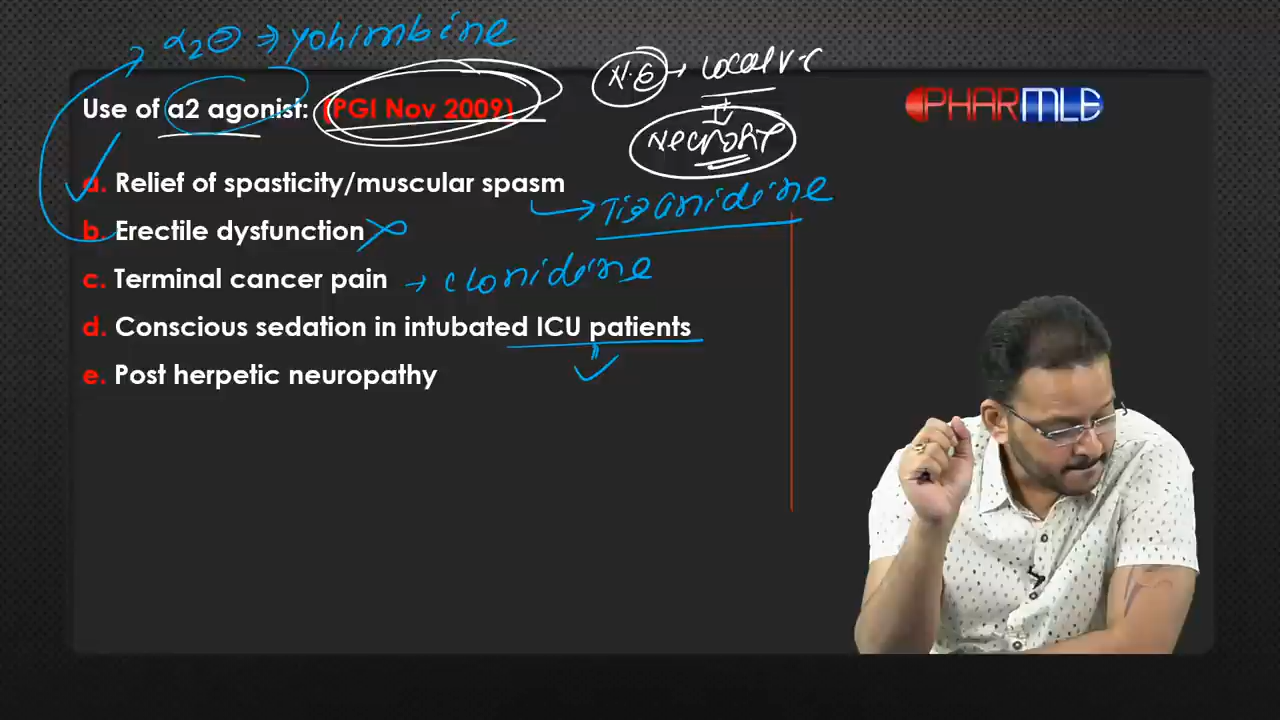 α2⊖ ⇒ yohimbine
N.E → Local v.c
Use of a2 agonist: (PGI Nov 2009)
PHARMLE
Necrosis
a. Relief of spasticity/muscular spasm
→ Tizanidine
b. Erectile dysfunction
c. Terminal cancer pain → clonidine
d. Conscious sedation in intubated ICU patients
e. Post herpetic neuropathy